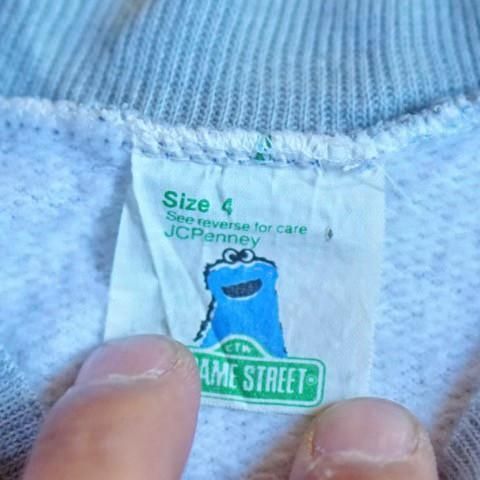 Size 4
See reverse for care
JCPenney
CTW
AME STREET